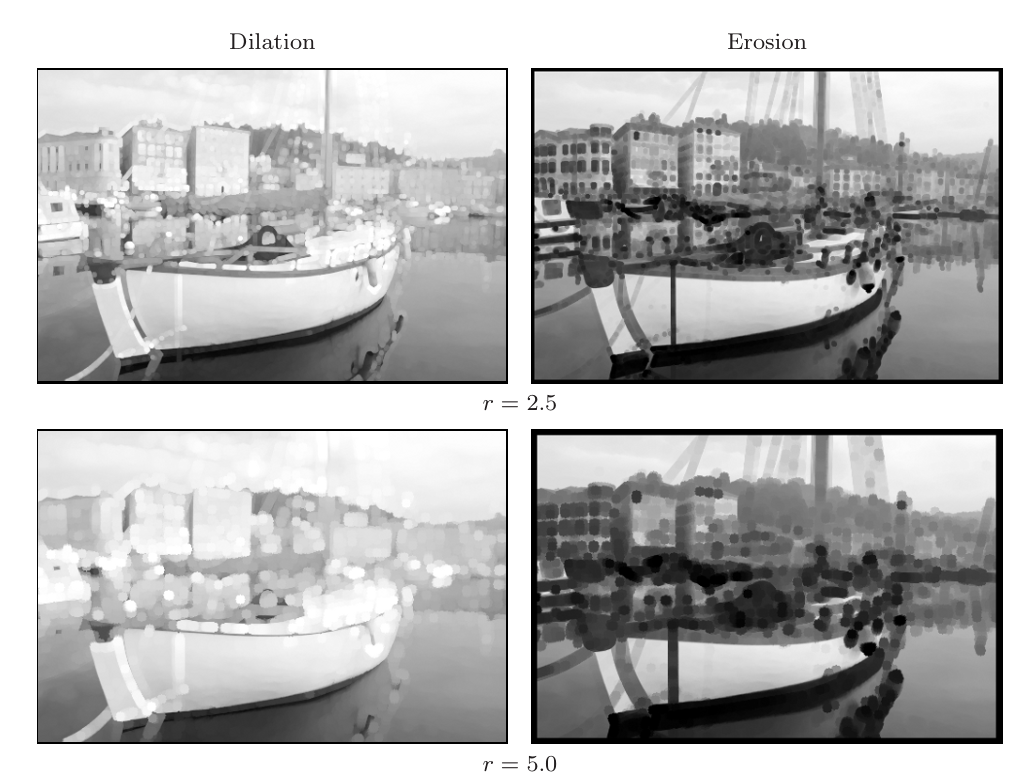 Dilation Erosion
r = 2.5
r = 5.0